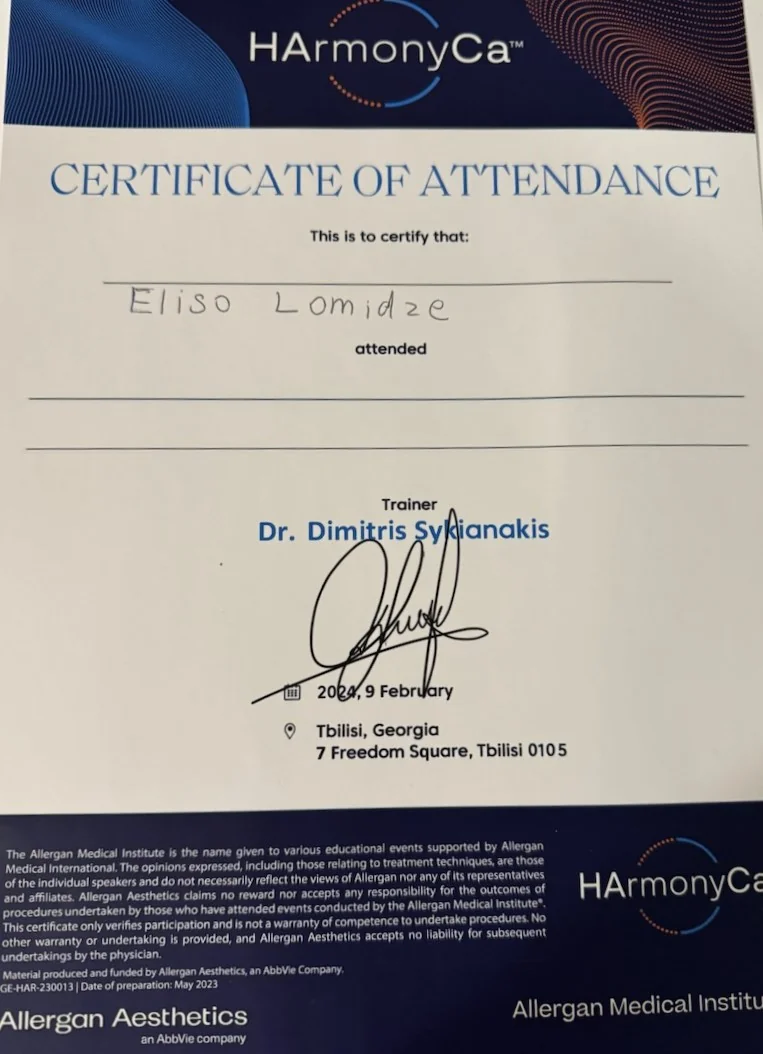 HArmonyCa™
CERTIFICATE OF ATTENDANCE
This is to certify that:
Eliso Lomidze
attended
Trainer
Dr. Dimitris Sykianakis
2024, 9 February
Tbilisi, Georgia
7 Freedom Square, Tbilisi 0105
The Allergan Medical Institute is the name given to various educational events supported by Allergan
Medical International. The opinions expressed, including those relating to treatment techniques, are those
of the individual speakers and do not necessarily reflect the views of Allergan nor any of its representatives
and affiliates. Allergan Aesthetics claims no reward nor accepts any responsibility for the outcomes of
procedures undertaken by those who have attended events conducted by the Allergan Medical Institute®.
This certificate only verifies participation and is not a warranty of competence to undertake procedures. No
other warranty or undertaking is provided, and Allergan Aesthetics accepts no liability for subsequent
undertakings by the physician.
Material produced and funded by Allergan Aesthetics, an AbbVie Company.
GE-HAR-230013 | Date of preparation: May 2023
HArmonyCa
Allergan Aesthetics
an AbbVie company
Allergan Medical Institu